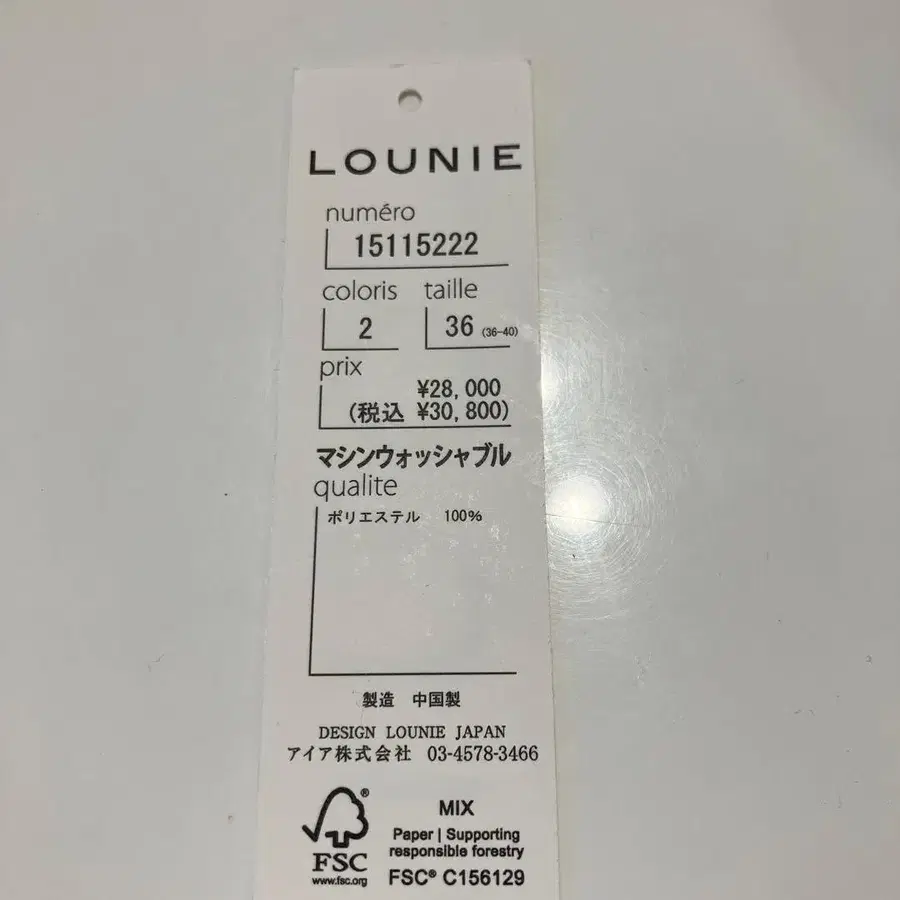 LOUNIE
numéro
15115222
coloris taille
2 36 (36-40)
prix
¥28,000
(税込 ¥30,800)
マシンウォッシャブル
qualite
ポリエステル 100%
製造 中国製
DESIGN LOUNIE JAPAN
アイア株式会社 03-4578-3466
MIX
Paper | Supporting
responsible forestry
FSC® C156129
®
FSC
www.fsc.org